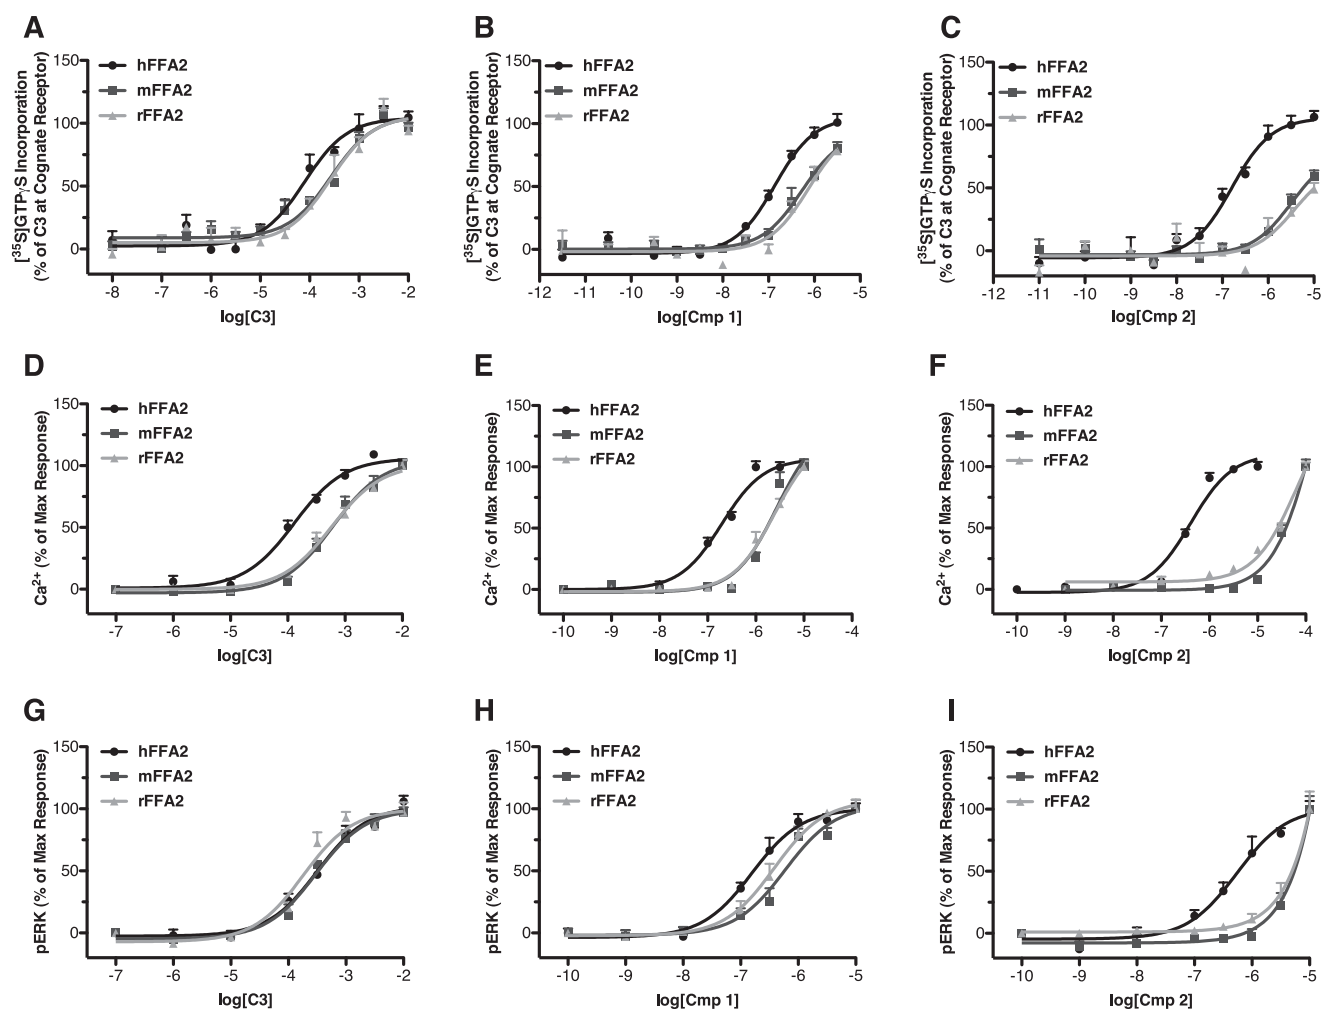 A
[³⁵S]GTPγS Incorporation
(% of C3 at Cognate Receptor)
150
100
50
0
hFFA2
mFFA2
rFFA2
-8 -7 -6 -5 -4 -3 -2
log[C3]
B
[³⁵S]GTPγS Incorporation
(% of C3 at Cognate Receptor)
150
100
50
0
hFFA2
mFFA2
rFFA2
-12 -11 -10 -9 -8 -7 -6 -5
log[Cmp 1]
C
[³⁵S]GTPγS Incorporation
(% of C3 at Cognate Receptor)
150
100
50
0
hFFA2
mFFA2
rFFA2
-12 -11 -10 -9 -8 -7 -6 -5
log[Cmp 2]
D
Ca²⁺ (% of Max Response)
150
100
50
0
hFFA2
mFFA2
rFFA2
-7 -6 -5 -4 -3 -2
log[C3]
E
Ca²⁺ (% of Max Response)
150
100
50
0
hFFA2
mFFA2
rFFA2
-10 -9 -8 -7 -6 -5 -4
log[Cmp 1]
F
Ca²⁺ (% of Max Response)
150
100
50
0
hFFA2
mFFA2
rFFA2
-10 -9 -8 -7 -6 -5 -4
log[Cmp 2]
G
pERK (% of Max Response)
150
100
50
0
hFFA2
mFFA2
rFFA2
-7 -6 -5 -4 -3 -2
log[C3]
H
pERK (% of Max Response)
150
100
50
0
hFFA2
mFFA2
rFFA2
-10 -9 -8 -7 -6 -5
log[Cmp 1]
I
pERK (% of Max Response)
150
100
50
0
hFFA2
mFFA2
rFFA2
-10 -9 -8 -7 -6 -5
log[Cmp 2]